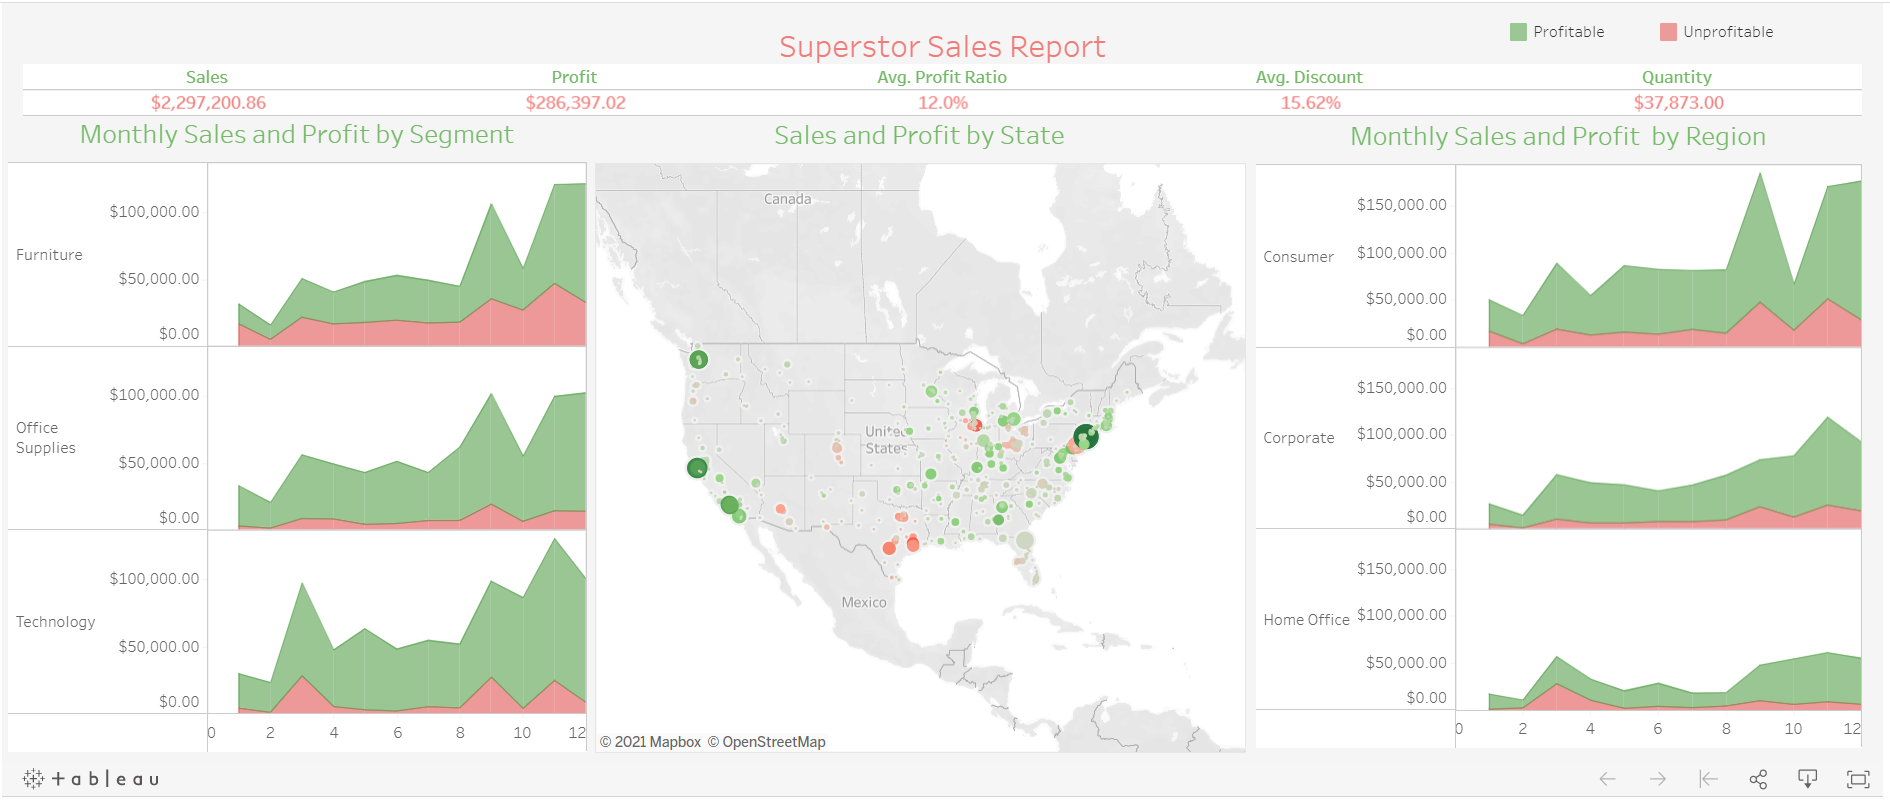 Profitable
Unprofitable
Superstor Sales Report
Sales Profit Avg. Profit Ratio Avg. Discount Quantity
$2,297,200.86 $286,397.02 12.0% 15.62% $37,873.00
Monthly Sales and Profit by Segment
Furniture
$100,000.00
$50,000.00
$0.00
Office
Supplies
$100,000.00
$50,000.00
$0.00
Technology
$100,000.00
$50,000.00
$0.00
0 2 4 6 8 10 12
Sales and Profit by State
Canada
United
States
Mexico
© 2021 Mapbox © OpenStreetMap
Monthly Sales and Profit by Region
Consumer
$150,000.00
$100,000.00
$50,000.00
$0.00
Corporate
$150,000.00
$100,000.00
$50,000.00
$0.00
Home Office
$150,000.00
$100,000.00
$50,000.00
$0.00
0 2 4 6 8 10 12
+ableau